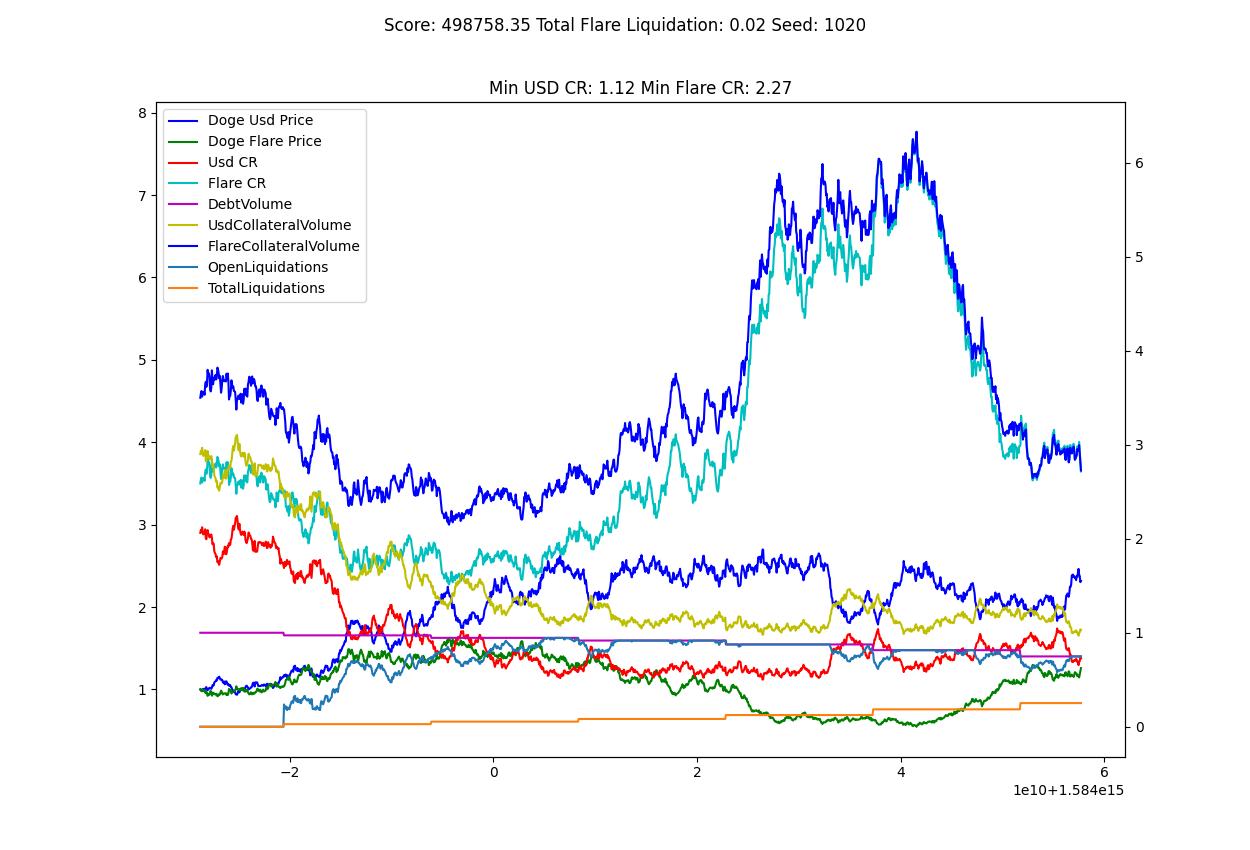 Score: 498758.35 Total Flare Liquidation: 0.02 Seed: 1020
Min USD CR: 1.12 Min Flare CR: 2.27
Doge Usd Price
Doge Flare Price
Usd CR
Flare CR
DebtVolume
UsdCollateralVolume
FlareCollateralVolume
OpenLiquidations
TotalLiquidations
8
7
6
5
4
3
2
1
6
5
4
3
2
1
0
−2 0 2 4 6
1e10+1.584e15